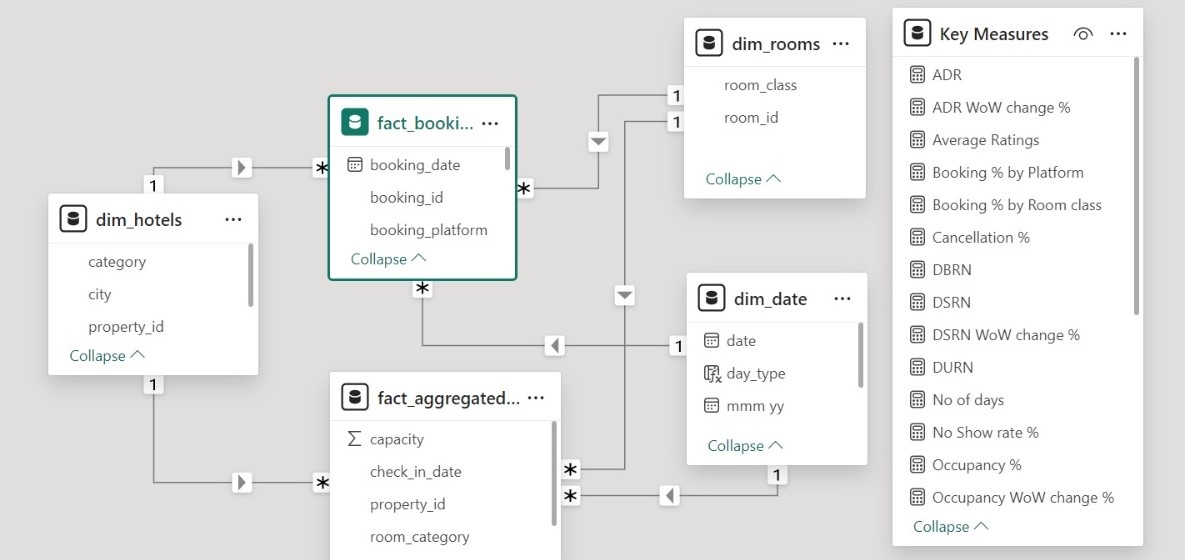 dim_rooms ...
room_class
room_id
Collapse
Key Measures ...
ADR
ADR WoW change %
Average Ratings
Booking % by Platform
Booking % by Room class
Cancellation %
DBRN
DSRN
DSRN WoW change %
DURN
No of days
No Show rate %
Occupancy %
Occupancy WoW change %
Collapse
fact_booki... ...
booking_date
booking_id
booking_platform
Collapse
dim_hotels ...
category
city
property_id
Collapse
dim_date ...
date
day_type
mmm yy
Collapse
fact_aggregated... ...
Σ capacity
check_in_date
property_id
room_category
1
*
1
1
*
*
1
1
*
*
*
1